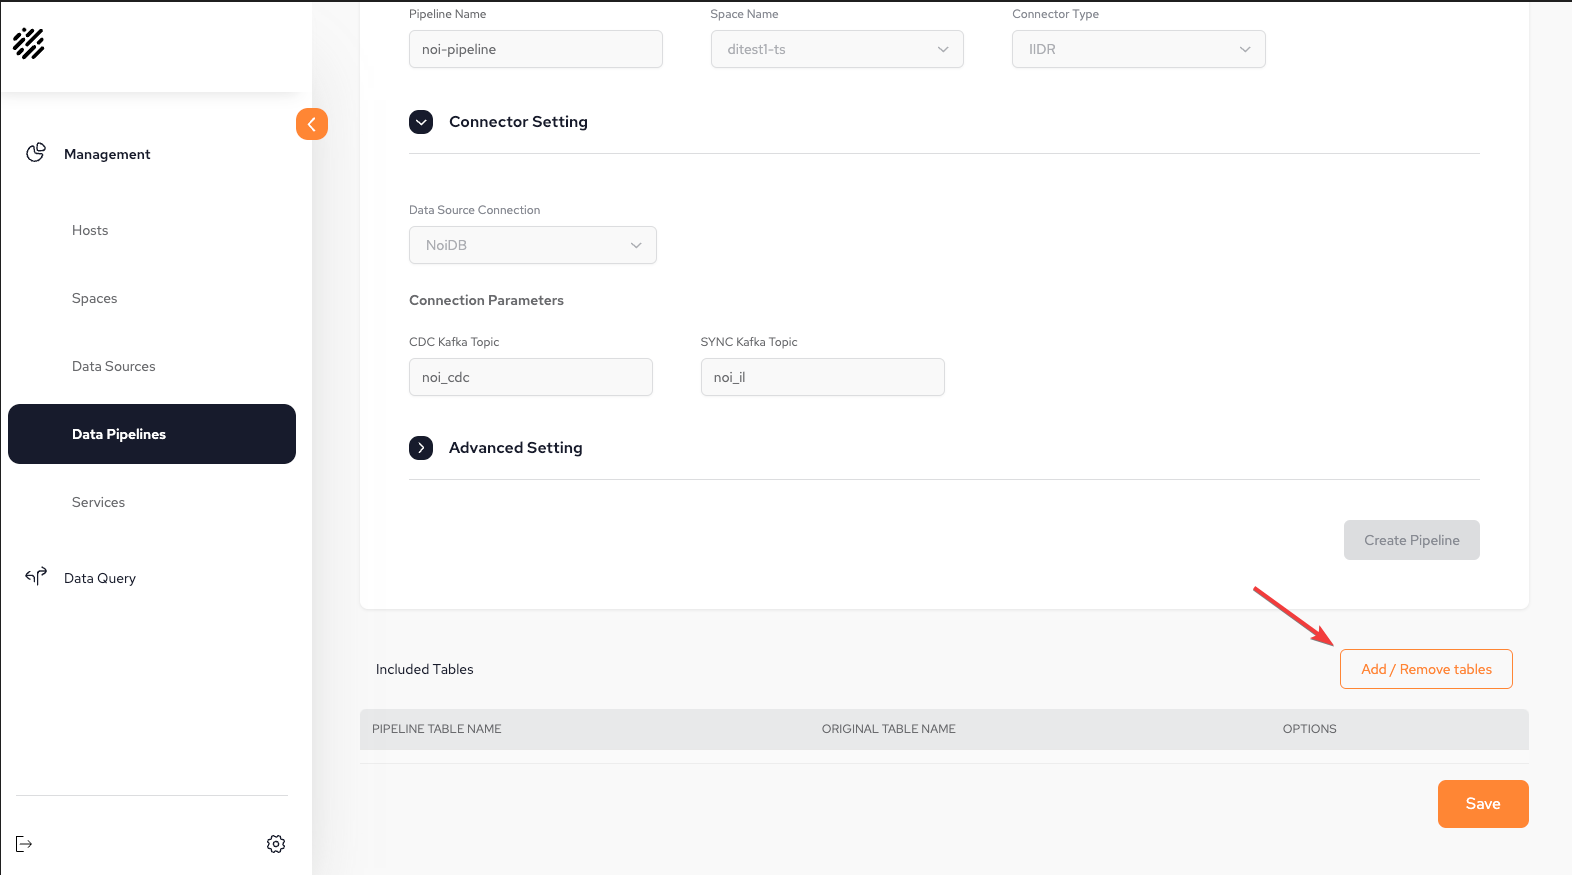 Management
Hosts
Spaces
Data Sources
Data Pipelines
Services
Data Query
Pipeline Name
Space Name
Connector Type
noi-pipeline
ditest1-ts
IIDR
Connector Setting
Data Source Connection
NoiDB
Connection Parameters
CDC Kafka Topic
SYNC Kafka Topic
noi_cdc
noi_il
Advanced Setting
Create Pipeline
Included Tables
Add / Remove tables
PIPELINE TABLE NAME
ORIGINAL TABLE NAME
OPTIONS
Save